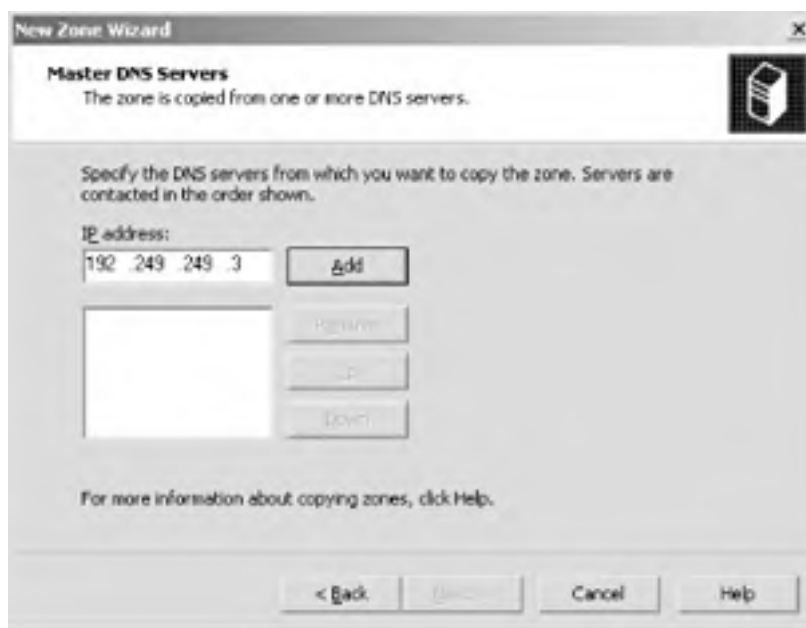 New Zone Wizard
Master DNS Servers
The zone is copied from one or more DNS servers.
Specify the DNS servers from which you want to copy the zone. Servers are
contacted in the order shown.
IP address:
192 .249 .249 .3
Add
Remove
Up
Down
For more information about copying zones, click Help.
< Back
Cancel
Help